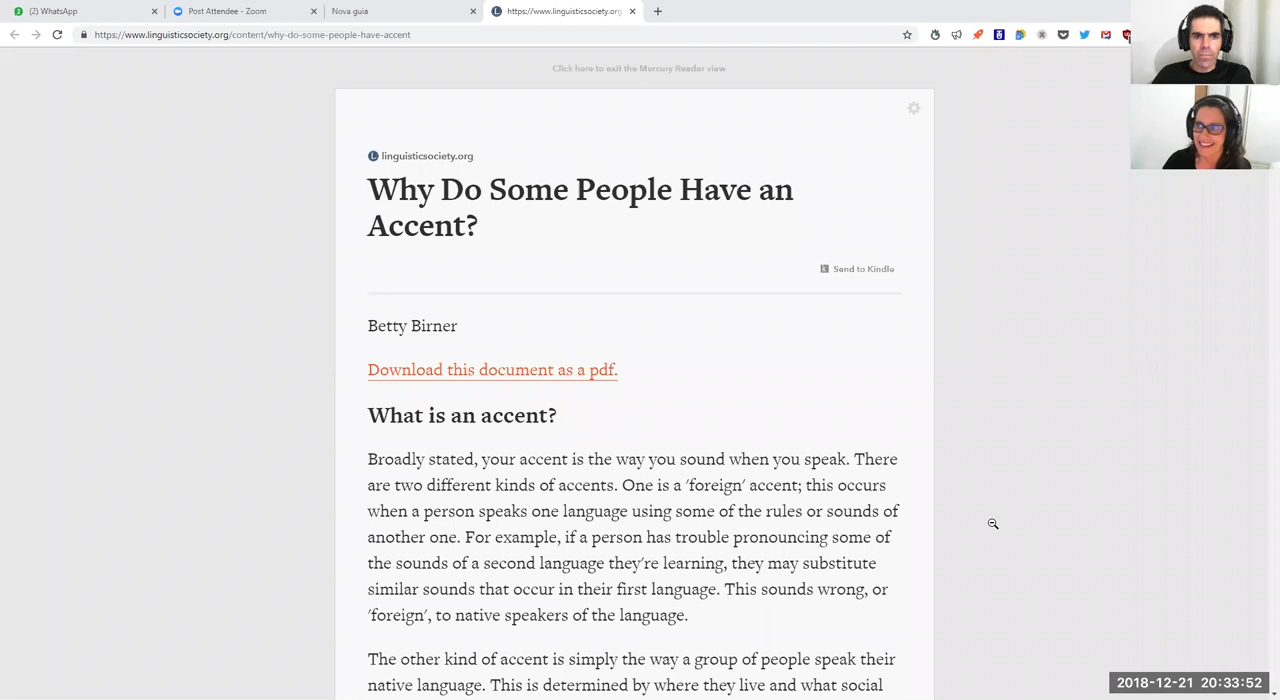 (2) WhatsApp
Post Attendee - Zoom
Nova guia
https://www.linguisticsociety.org
https://www.linguisticsociety.org/content/why-do-some-people-have-accent
Click here to exit the Mercury Reader view
linguisticsociety.org
Why Do Some People Have an
Accent?
Send to Kindle
Betty Birner
Download this document as a pdf.
What is an accent?
Broadly stated, your accent is the way you sound when you speak. There
are two different kinds of accents. One is a 'foreign' accent; this occurs
when a person speaks one language using some of the rules or sounds of
another one. For example, if a person has trouble pronouncing some of
the sounds of a second language they're learning, they may substitute
similar sounds that occur in their first language. This sounds wrong, or
'foreign', to native speakers of the language.
The other kind of accent is simply the way a group of people speak their
native language. This is determined by where they live and what social
2018-12-21 20:33:52